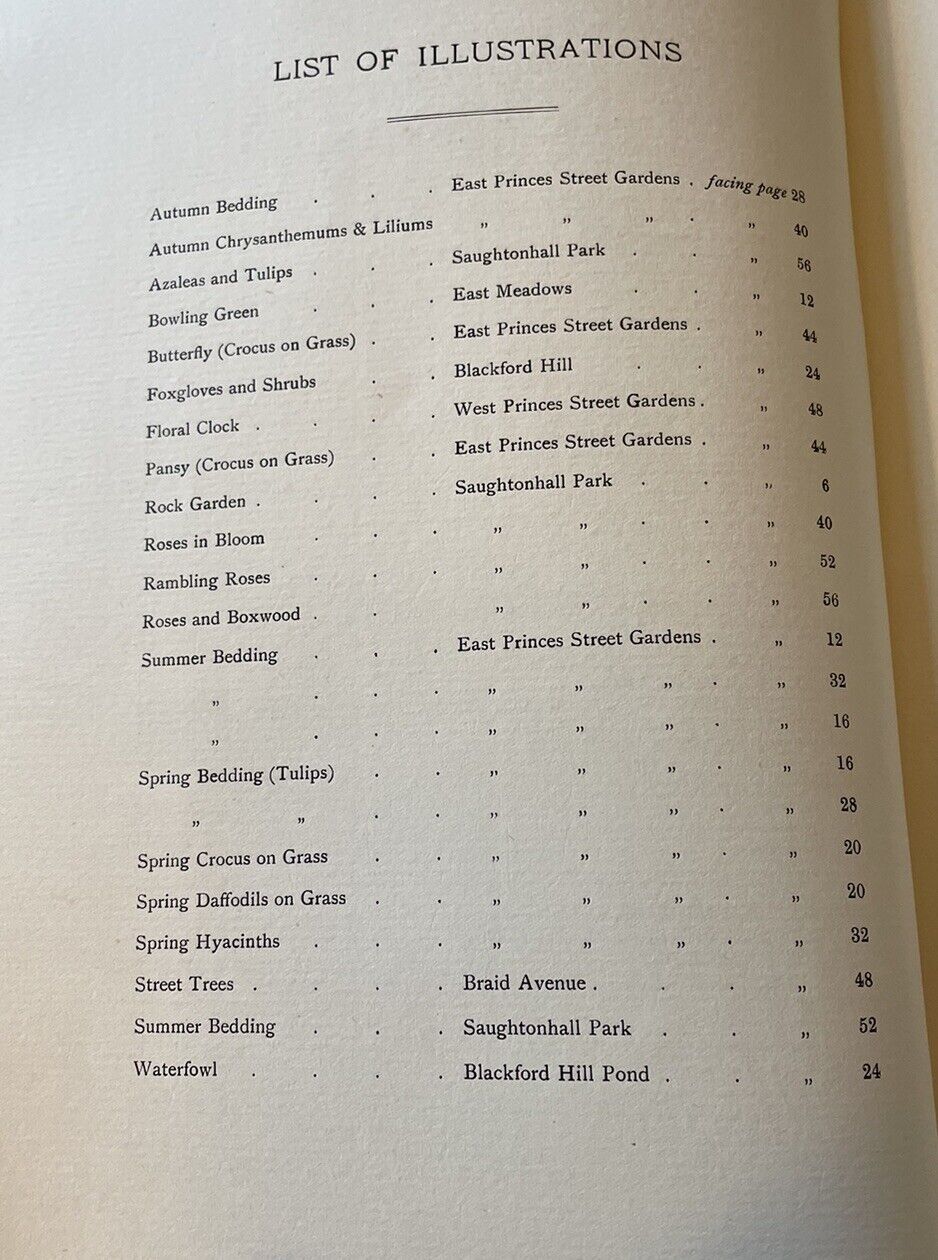 LIST OF ILLUSTRATIONS
Autumn Bedding . . . East Princes Street Gardens . facing page 28
Autumn Chrysanthemums & Liliums „ „ „ . „ 40
Azaleas and Tulips . . . Saughtonhall Park . . „ 56
Bowling Green . . . East Meadows . . „ 12
Butterfly (Crocus on Grass) . . East Princes Street Gardens . „ 44
Foxgloves and Shrubs . . Blackford Hill . . „ 24
Floral Clock . . . . West Princes Street Gardens . „ 48
Pansy (Crocus on Grass) . . East Princes Street Gardens . „ 44
Rock Garden . . . . Saughtonhall Park . . „ 6
Roses in Bloom . . . „ „ . . „ 40
Rambling Roses . . . „ „ . . „ 52
Roses and Boxwood . . „ „ . . „ 56
Summer Bedding . . . East Princes Street Gardens . „ 12
„ . . . „ „ „ . „ 32
„ . . . „ „ „ . „ 16
Spring Bedding (Tulips) . . „ „ „ . „ 16
„ „ . . „ „ „ . „ 28
Spring Crocus on Grass . . „ „ „ . „ 20
Spring Daffodils on Grass . . „ „ „ . „ 20
Spring Hyacinths . . . „ „ „ . „ 32
Street Trees . . . . Braid Avenue . . . „ 48
Summer Bedding . . . Saughtonhall Park . . „ 52
Waterfowl . . . . Blackford Hill Pond . . „ 24